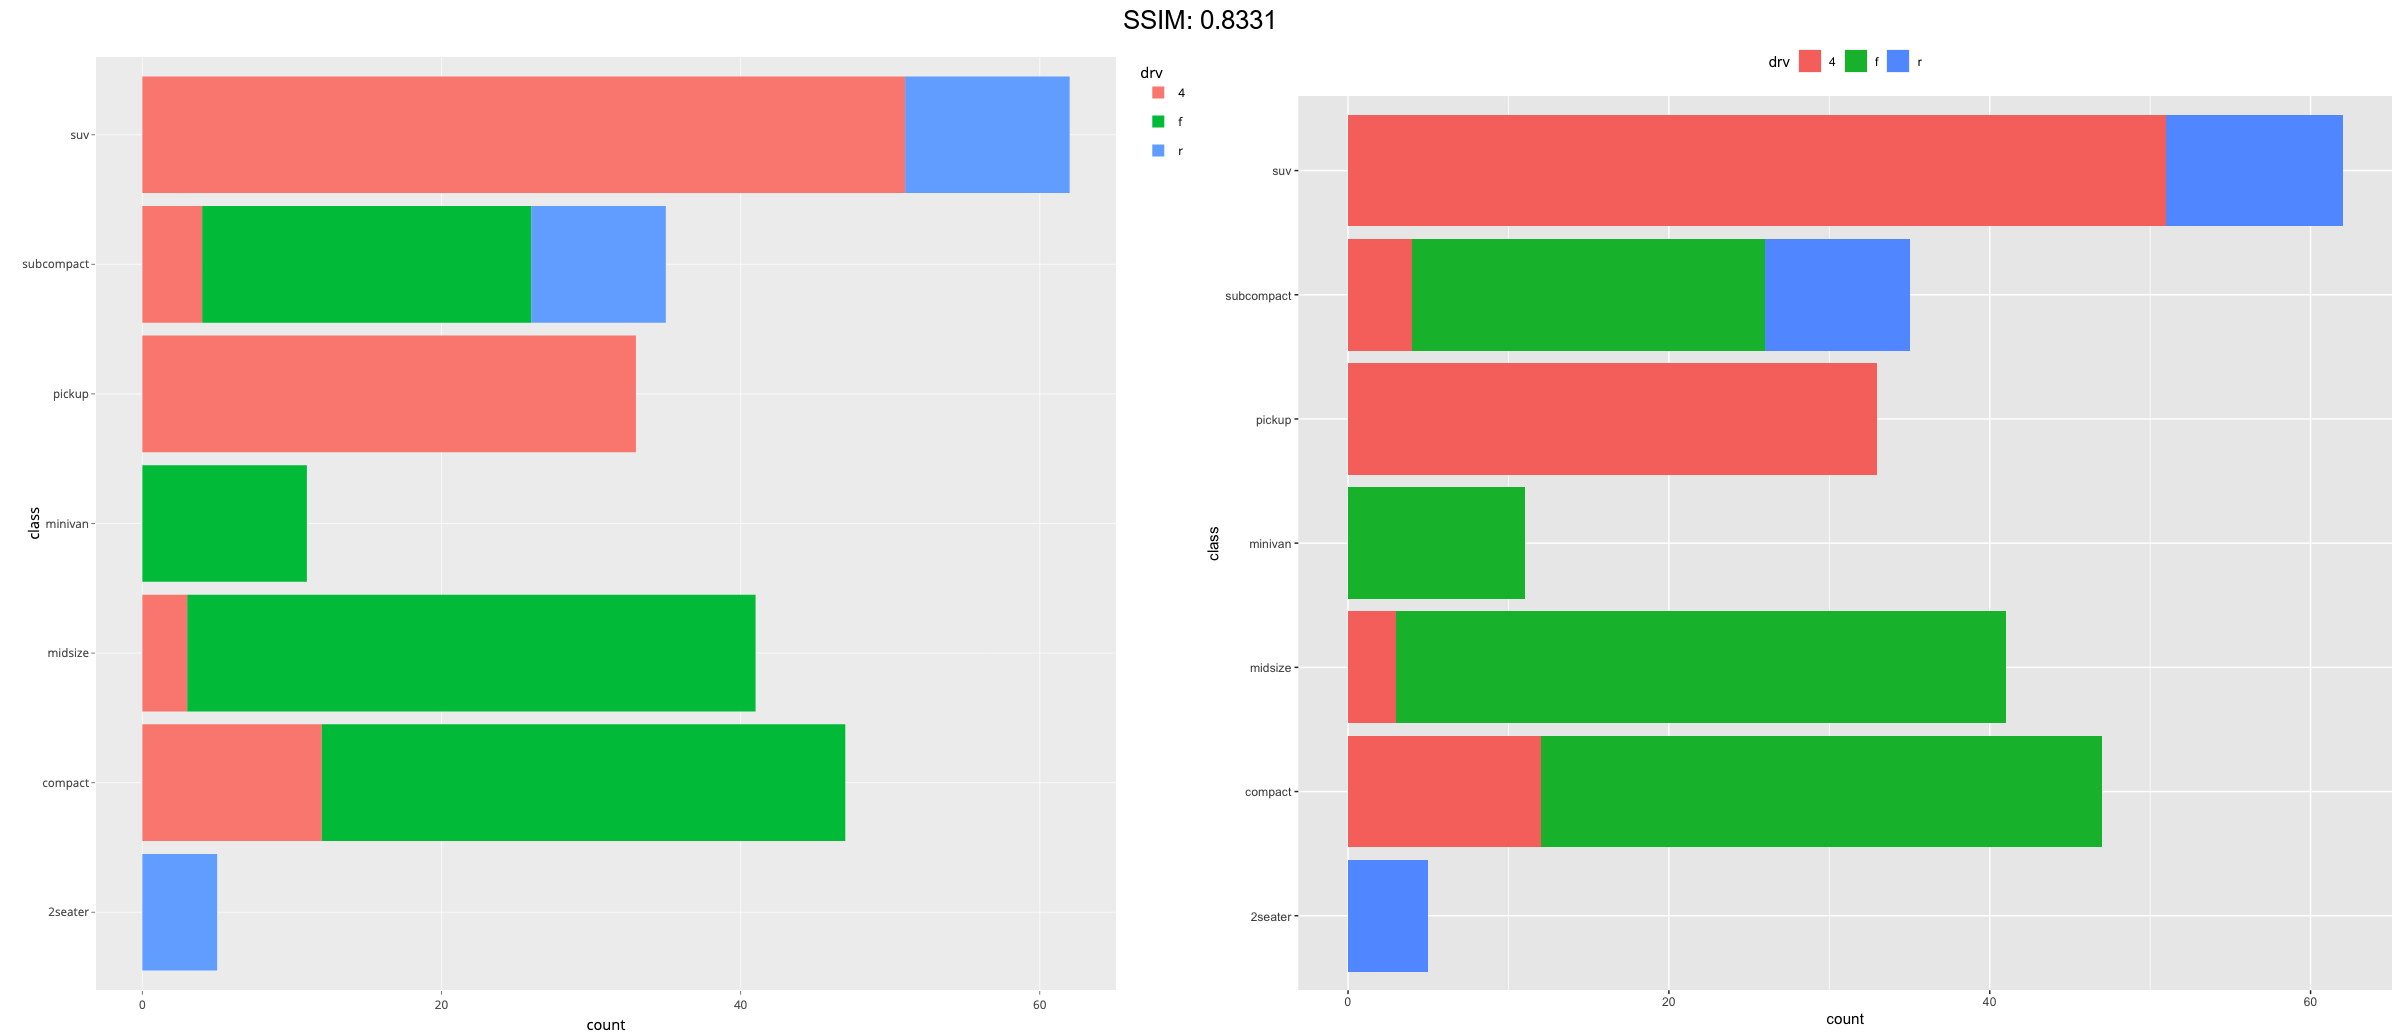 SSIM: 0.8331
drv
4
f
r
suv
subcompact
pickup
minivan
midsize
compact
2seater
class
0 20 40 60
count
drv 4 f r
suv
subcompact
pickup
minivan
midsize
compact
2seater
class
0 20 40 60
count